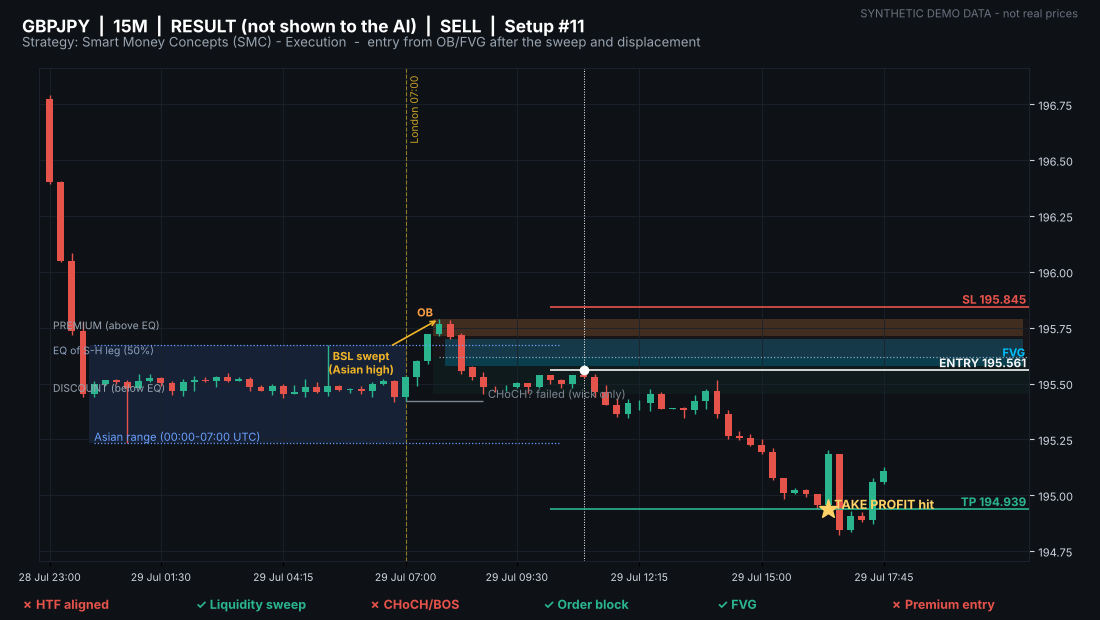 SYNTHETIC DEMO DATA - not real prices
GBPJPY | 15M | RESULT (not shown to the AI) | SELL | Setup #11
Strategy: Smart Money Concepts (SMC) - Execution - entry from OB/FVG after the sweep and displacement
London 07:00
196.75
196.50
196.25
196.00
SL 195.845
OB
PREMIUM (above EQ)
195.75
EQ of S-H leg (50%)
BSL swept
(Asian high)
FVG
ENTRY 195.561
DISCOUNT (below EQ)
195.50
CHoCH? failed (wick only)
Asian range (00:00-07:00 UTC)
195.25
195.00
TAKE PROFIT hit
TP 194.939
194.75
28 Jul 23:00
29 Jul 01:30
29 Jul 04:15
29 Jul 07:00
29 Jul 09:30
29 Jul 12:15
29 Jul 15:00
29 Jul 17:45
× HTF aligned
✓ Liquidity sweep
× CHoCH/BOS
✓ Order block
✓ FVG
× Premium entry